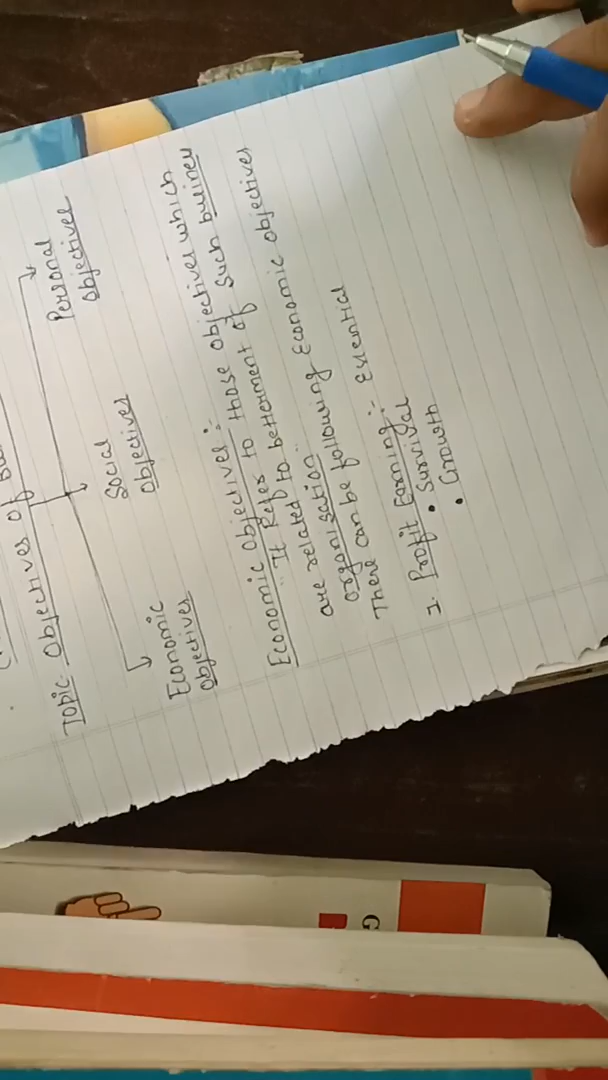 Topic- Objectives of
Economic Objectives
Social Objectives
Personal Objectives
Economic Objectives:-
"It Refer to those objectives which
are related to betterment of such business
organisation"
There can be following Economic objectives
1. Profit Earning:- Essential
• Survival
• Growth
G